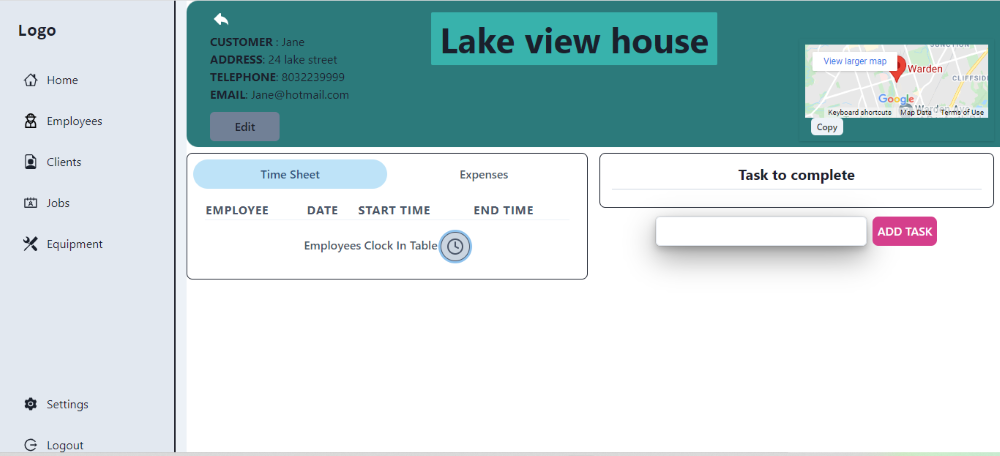 Logo
Home
Employees
Clients
Jobs
Equipment
Settings
Logout
CUSTOMER : Jane
ADDRESS: 24 lake street
TELEPHONE: 8032239999
EMAIL: Jane@hotmail.com
Edit
Lake view house
View larger map
Warden
CLIFFSIDE
Google
Warden Ave
Keyboard shortcuts Map Data Terms of Use
Copy
Time Sheet Expenses
EMPLOYEE DATE START TIME END TIME
Employees Clock In Table
Task to complete
ADD TASK